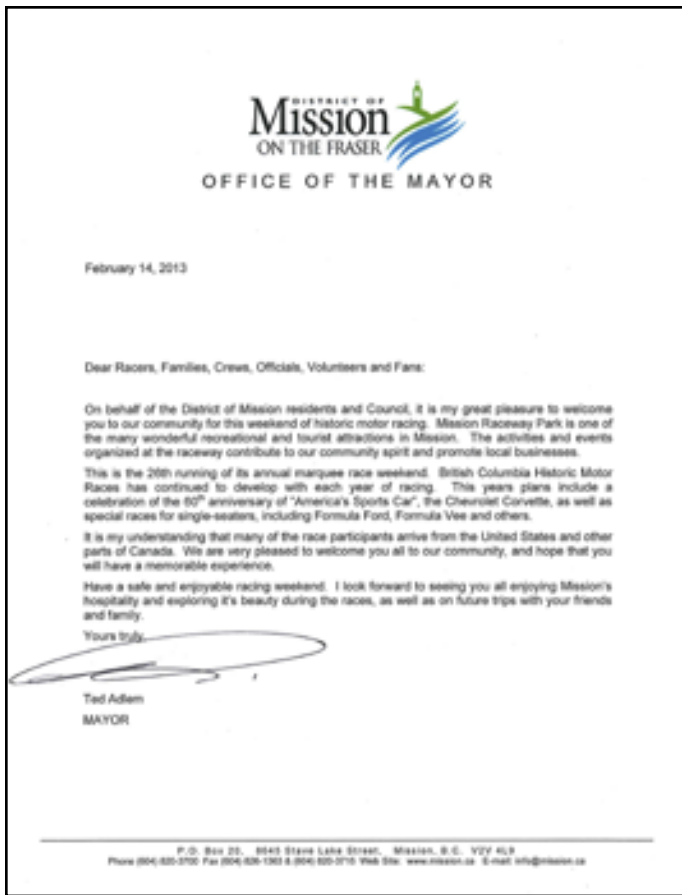 DISTRICT OF
Mission
ON THE FRASER
OFFICE OF THE MAYOR
February 14, 2013
Dear Racers, Families, Crews, Officials, Volunteers and Fans:
On behalf of the District of Mission residents and Council, it is my great pleasure to welcome
you to our community for this weekend of historic motor racing. Mission Raceway Park is one of
the many wonderful recreational and tourist attractions in Mission. The activities and events
organized at the raceway contribute to our community spirit and promote local businesses.
This is the 26th running of its annual marquee race weekend. British Columbia Historic Motor
Races has continued to develop with each year of racing. This years plans include a
celebration of the 60th anniversary of "America's Sports Car", the Chevrolet Corvette, as well as
special races for single-seaters, including Formula Ford, Formula Vee and others.
It is my understanding that many of the race participants arrive from the United States and other
parts of Canada. We are very pleased to welcome you all to our community, and hope that you
will have a memorable experience.
Have a safe and enjoyable racing weekend. I look forward to seeing you all enjoying Mission's
hospitality and exploring it's beauty during the races, as well as on future trips with your friends
and family.
Yours truly,
Ted Adlem
MAYOR
P.O. Box 20, 8645 Stave Lake Street, Mission, B.C. V2V 4L9
Phone (604) 820-3700 Fax (604) 826-1363 & (604) 820-3715 Web Site: www.mission.ca E-mail: info@mission.ca